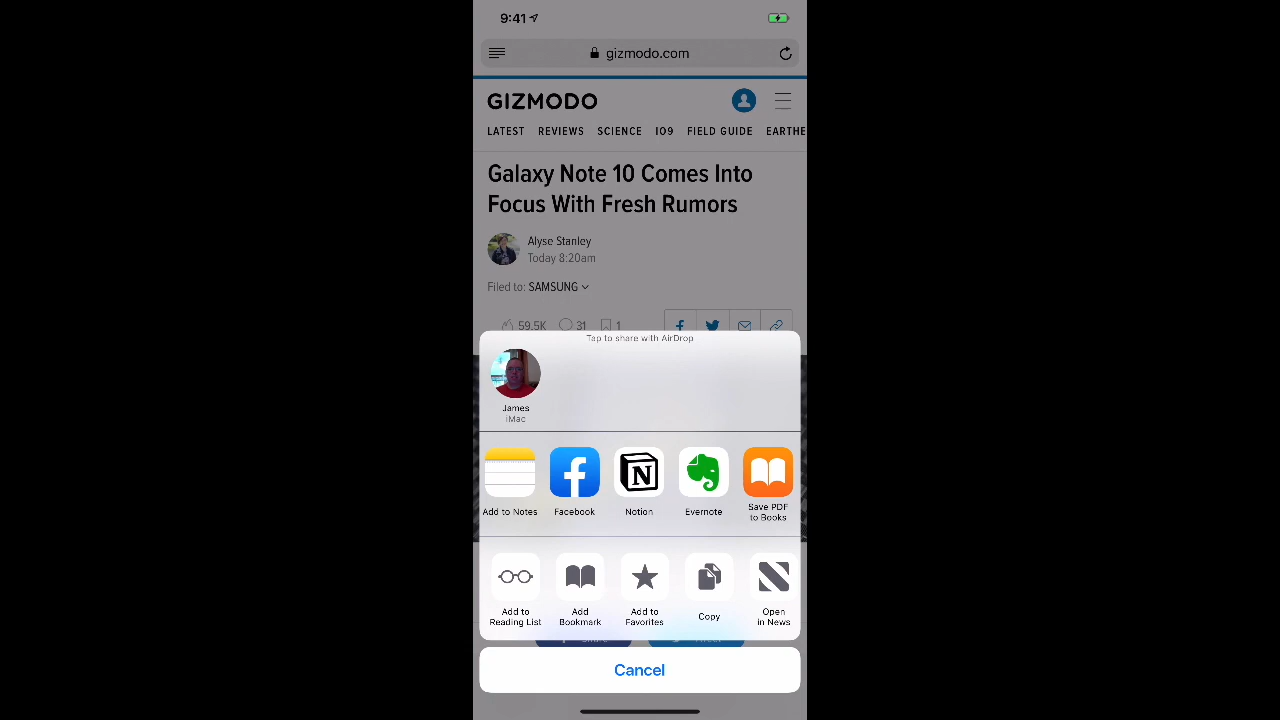 9:41
gizmodo.com
GIZMODO
LATEST REVIEWS SCIENCE IO9 FIELD GUIDE EARTHE
Galaxy Note 10 Comes Into
Focus With Fresh Rumors
Alyse Stanley
Today 8:20am
Filed to: SAMSUNG
59.5K 31 1
Tap to share with AirDrop
James
iMac
Add to Notes
Facebook
Notion
Evernote
Save PDF
to Books
Add to
Reading List
Add
Bookmark
Add to
Favorites
Copy
Open
in News
Cancel